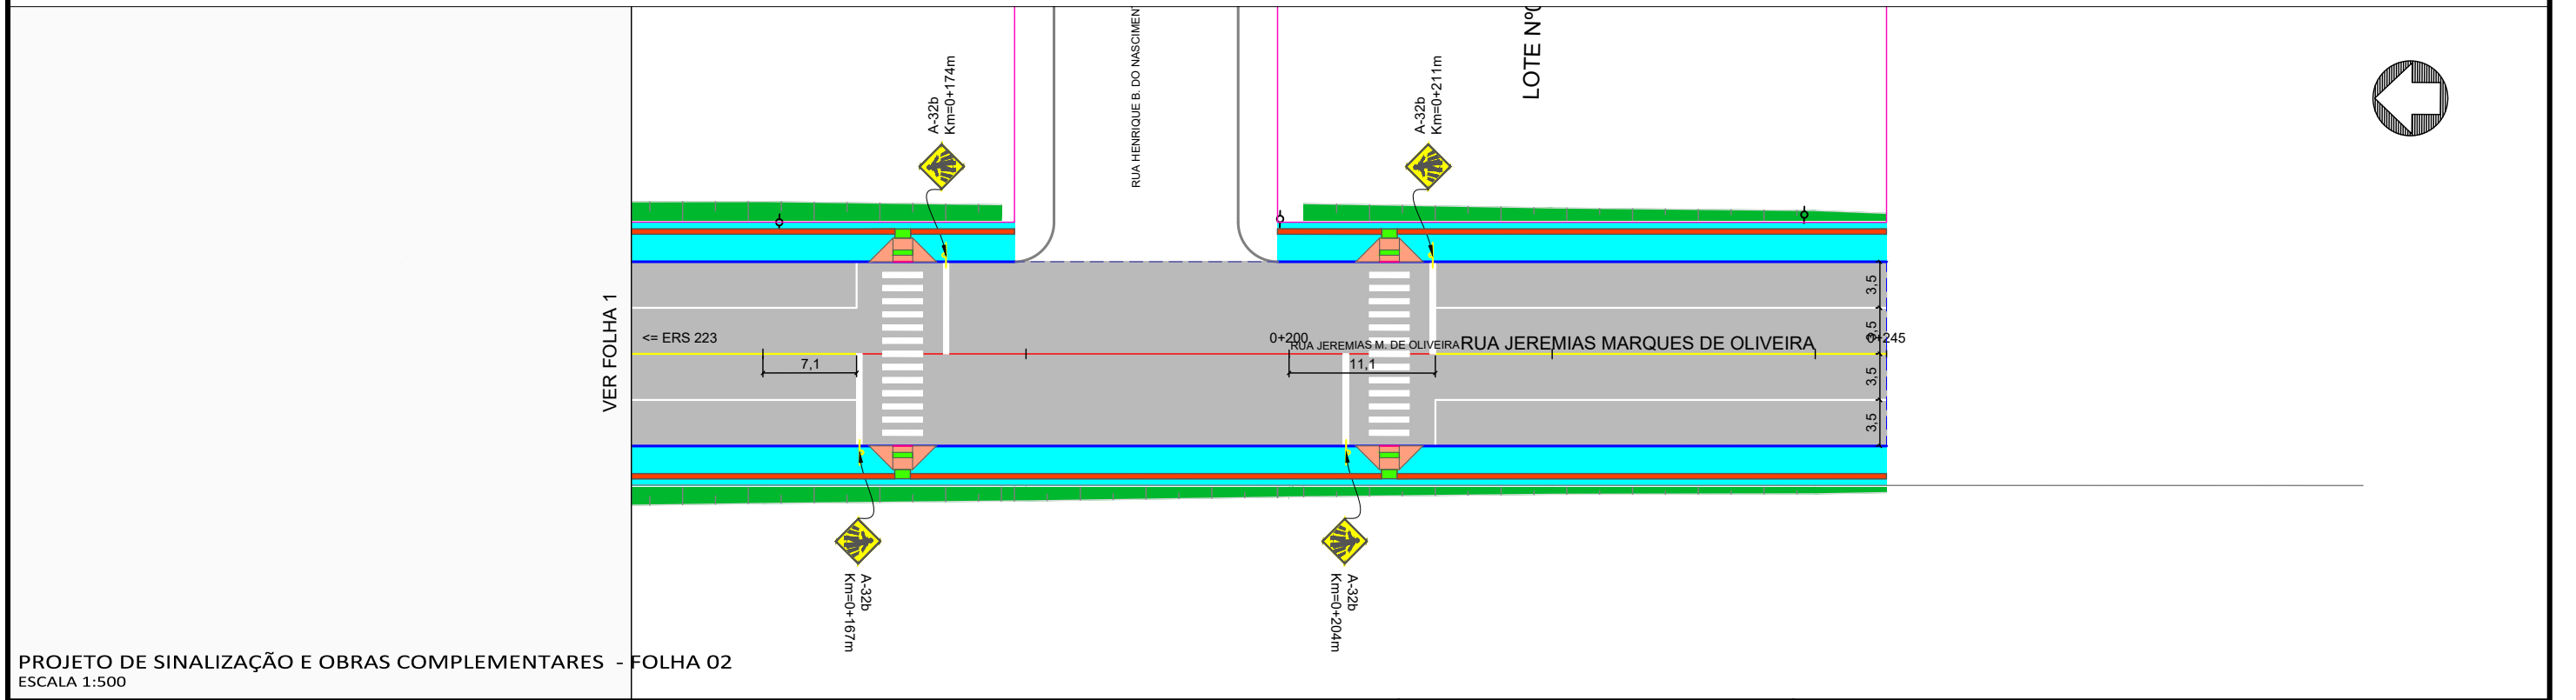 A-32b
Km=0+174m
RUA HENRIQUE B. DO NASCIMEN
A-32b
Km=0+211m
LOTE Nº
VER FOLHA 1
<= ERS 223
7,1
0+200
RUA JEREMIAS M. DE OLIVEIRA
RUA JEREMIAS MARQUES DE OLIVEIRA
0+245
11,1
3,5
3,5
3,5
3,5
A-32b
Km=0+167m
A-32b
Km=0+204m
PROJETO DE SINALIZAÇÃO E OBRAS COMPLEMENTARES - FOLHA 02
ESCALA 1:500